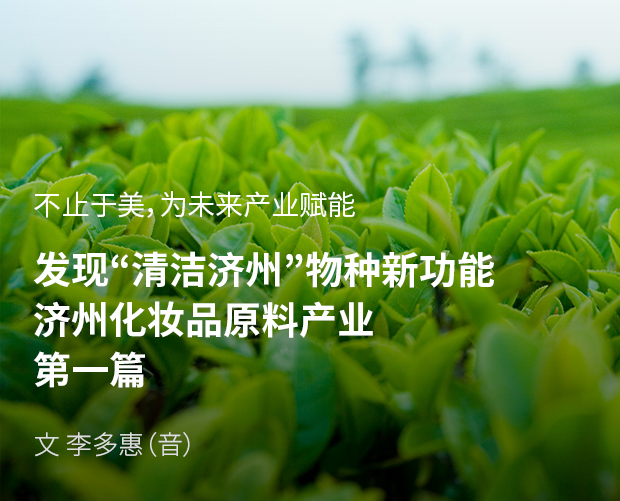 不止于美，为未来产业赋能
发现“清洁济州”物种新功能
济州化妆品原料产业
第一篇
文 李多惠（音）